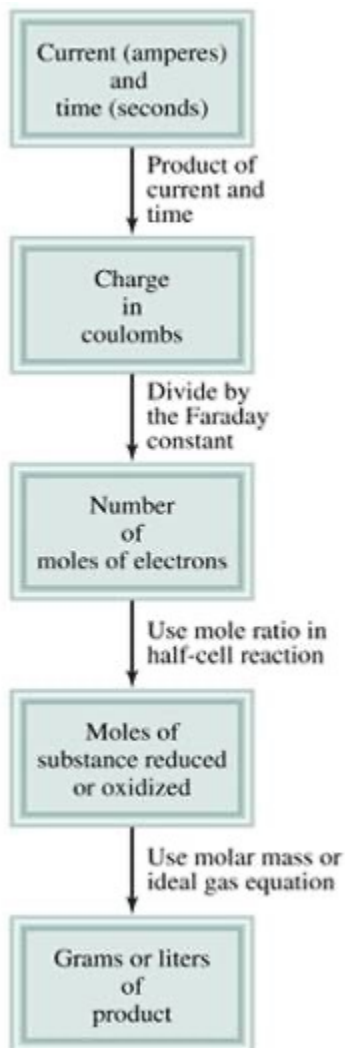 Current (amperes)
and
time (seconds)
Product of
current and
time
Charge
in
coulombs
Divide by
the Faraday
constant
Number
of
moles of electrons
Use mole ratio in
half-cell reaction
Moles of
substance reduced
or oxidized
Use molar mass or
ideal gas equation
Grams or liters
of
product